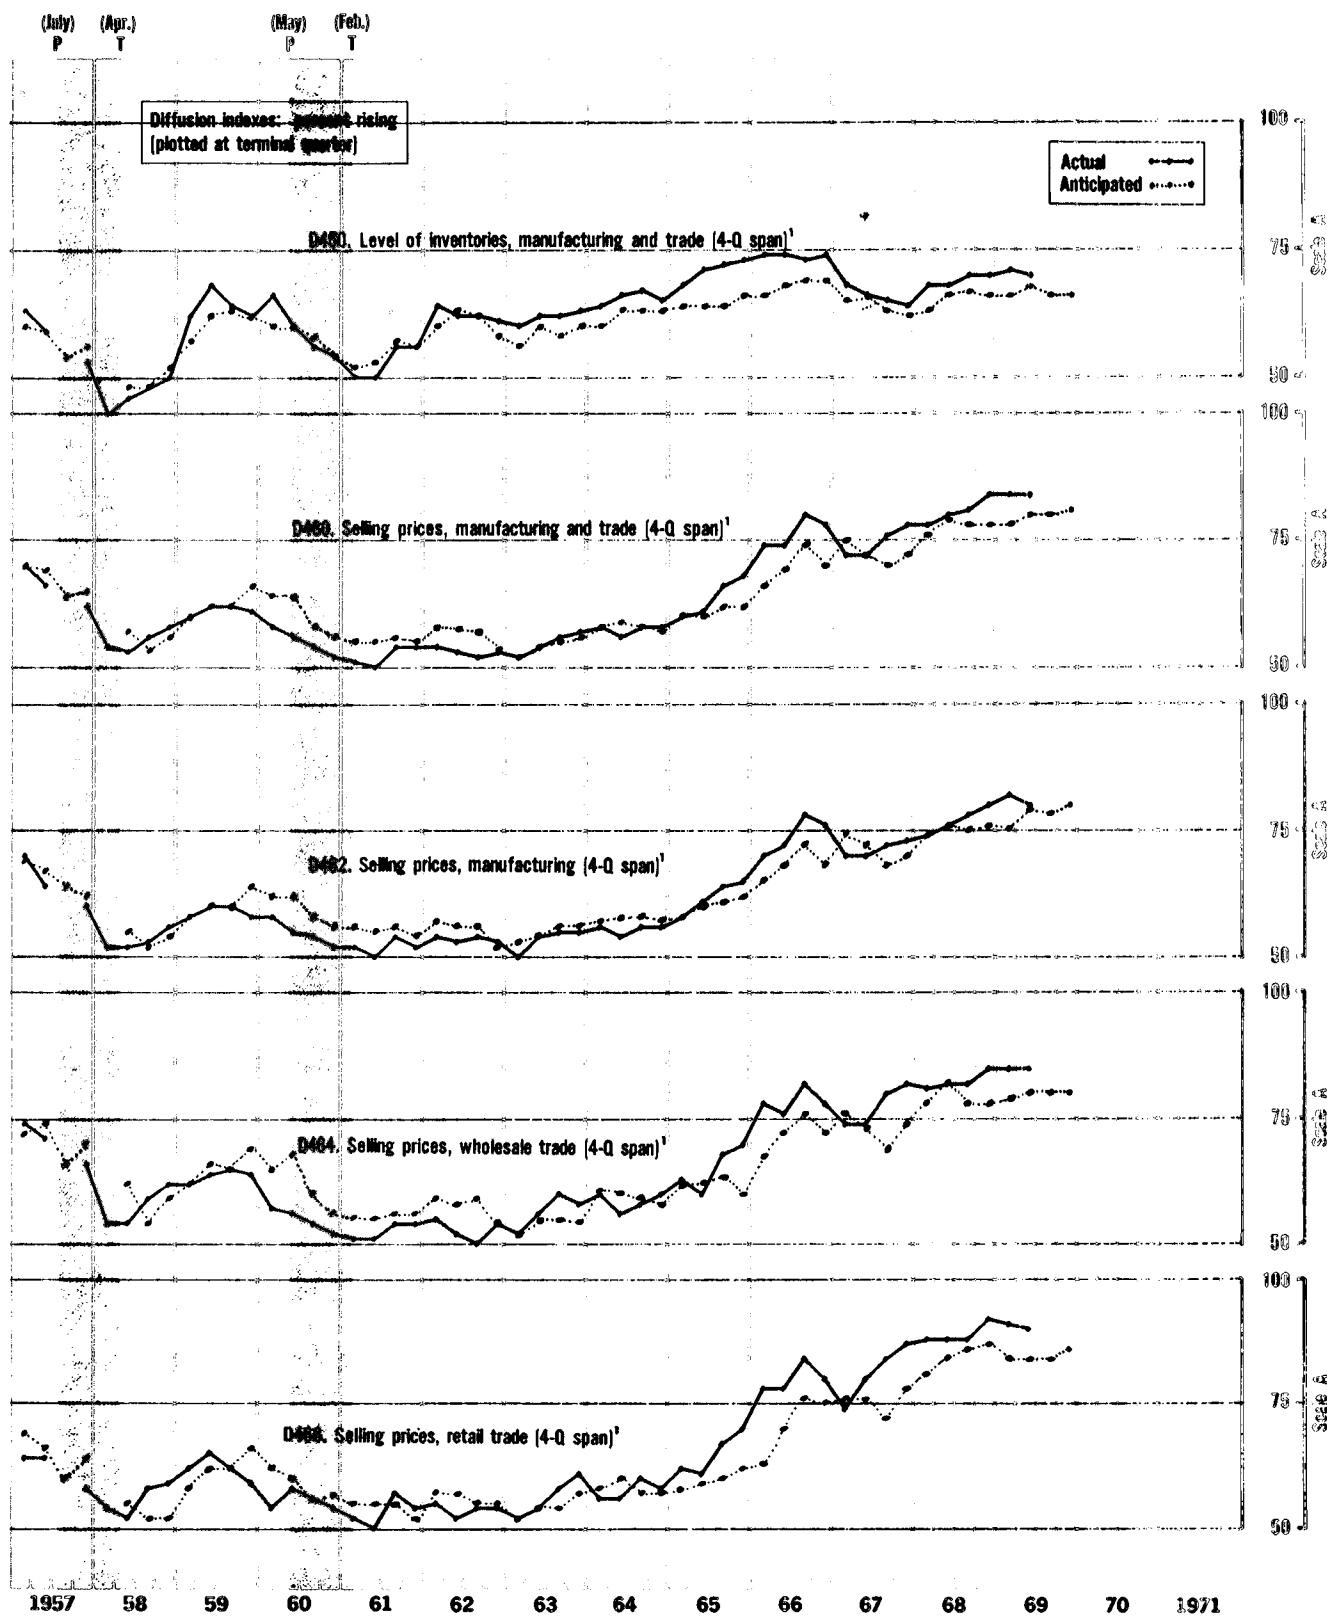 (July) (Apr.) (May) (Feb.)
P T P T
Diffusion indexes: percent rising
(plotted at terminal quarter)
Actual
Anticipated
100
D450. Level of inventories, manufacturing and trade (4-Q span)¹
75
Scale A
50
100
D460. Selling prices, manufacturing and trade (4-Q span)¹
75
Scale A
50
100
D462. Selling prices, manufacturing (4-Q span)¹
75
Scale A
50
100
D464. Selling prices, wholesale trade (4-Q span)¹
75
Scale A
50
100
D466. Selling prices, retail trade (4-Q span)¹
75
Scale A
50
1957 58 59 60 61 62 63 64 65 66 67 68 69 70 1971